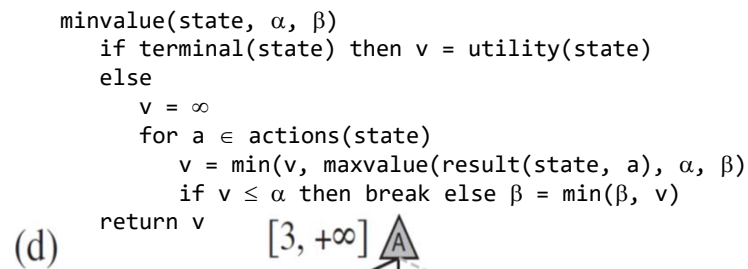 minvalue(state, α, β)
if terminal(state) then v = utility(state)
else
v = ∞
for a ∈ actions(state)
v = min(v, maxvalue(result(state, a), α, β)
if v ≤ α then break else β = min(β, v)
return v
(d) [3, +∞] A